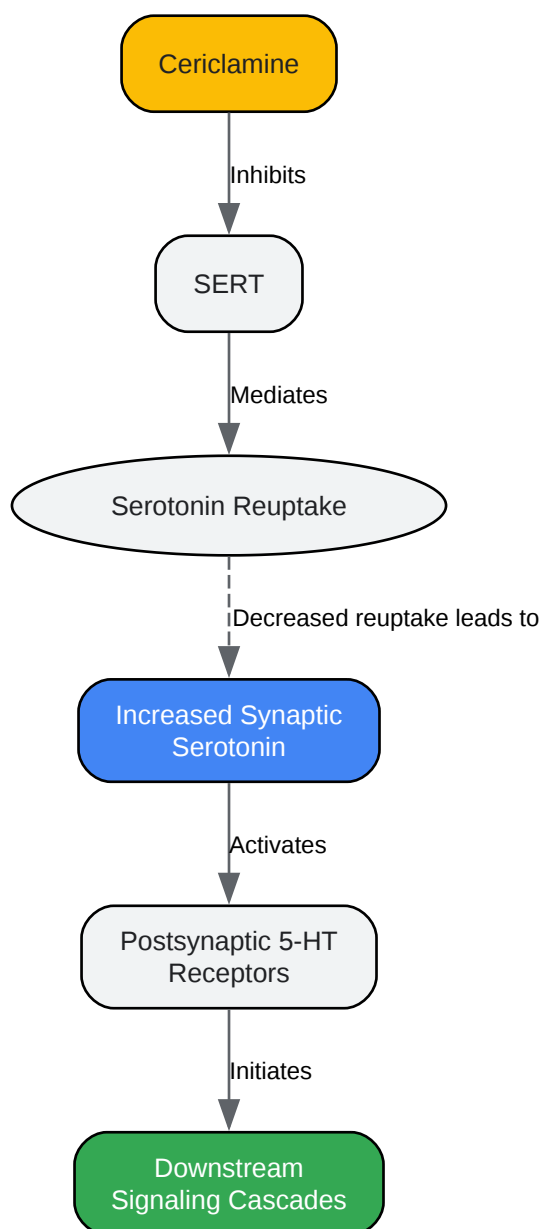 Cericlamine
Inhibits
SERT
Mediates
Serotonin Reuptake
Decreased reuptake leads to
Increased Synaptic
Serotonin
Activates
Postsynaptic 5-HT
Receptors
Initiates
Downstream
Signaling Cascades